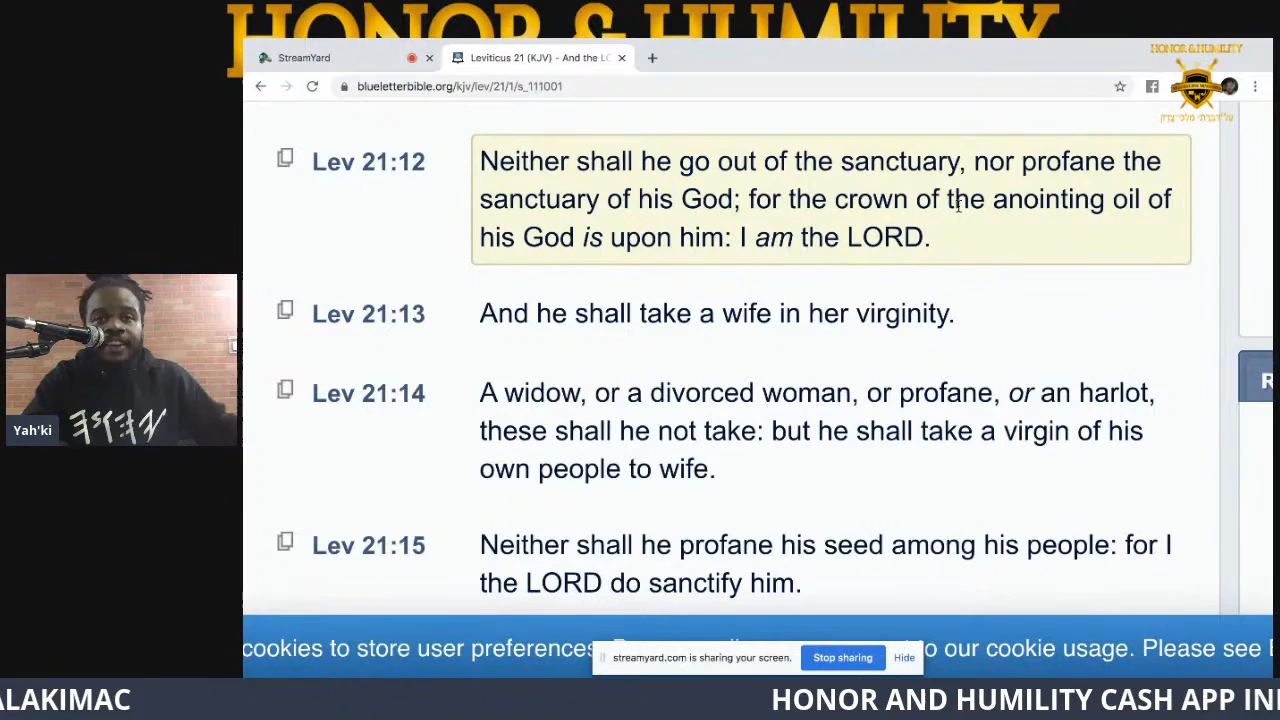 HONOR & HUMILITY
StreamYard
Leviticus 21 (KJV) - And the LO
HONOR & HUMILITY
blueletterbible.org/kjv/lev/21/1/s_111001
Lev 21:12
Neither shall he go out of the sanctuary, nor profane the
sanctuary of his God; for the crown of the anointing oil of
his God is upon him: I am the LORD.
Lev 21:13
And he shall take a wife in her virginity.
Lev 21:14
A widow, or a divorced woman, or profane, or an harlot,
these shall he not take: but he shall take a virgin of his
own people to wife.
Yah'ki
Lev 21:15
Neither shall he profane his seed among his people: for I
the LORD do sanctify him.
cookies to store user preferences.
o our cookie usage. Please see
streamyard.com is sharing your screen.
Stop sharing
Hide
ALAKIMAC
HONOR AND HUMILITY CASH APP IN